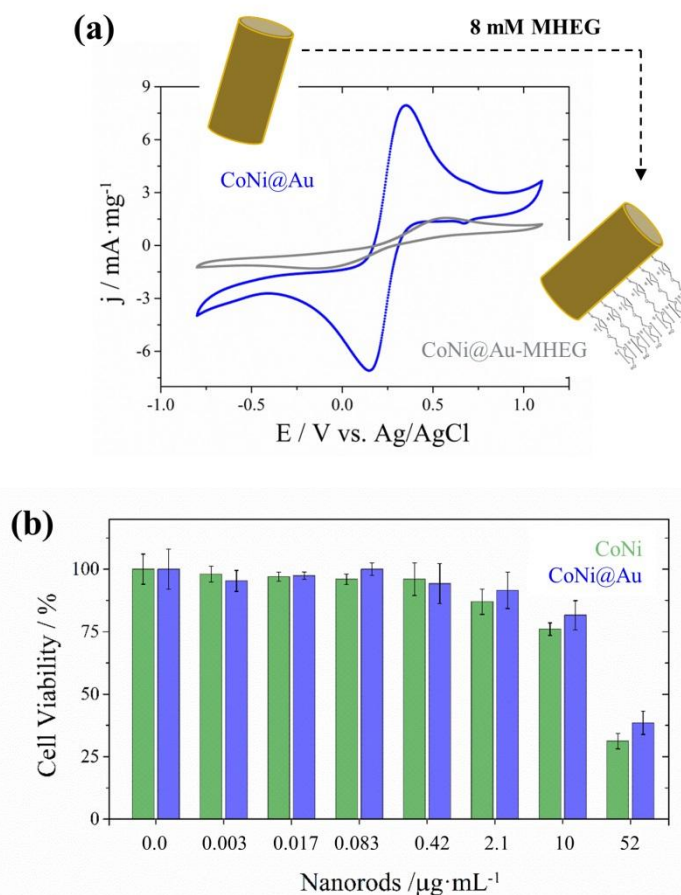 (a)
8 mM MHEG
9
6
3
0
-3
-6
j / mA·mg⁻¹
CoNi@Au
CoNi@Au-MHEG
-1.0 -0.5 0.0 0.5 1.0
E / V vs. Ag/AgCl
(b)
CoNi
CoNi@Au
100
75
50
25
0
Cell Viability / %
0.0 0.003 0.017 0.083 0.42 2.1 10 52
Nanorods /μg·mL⁻¹